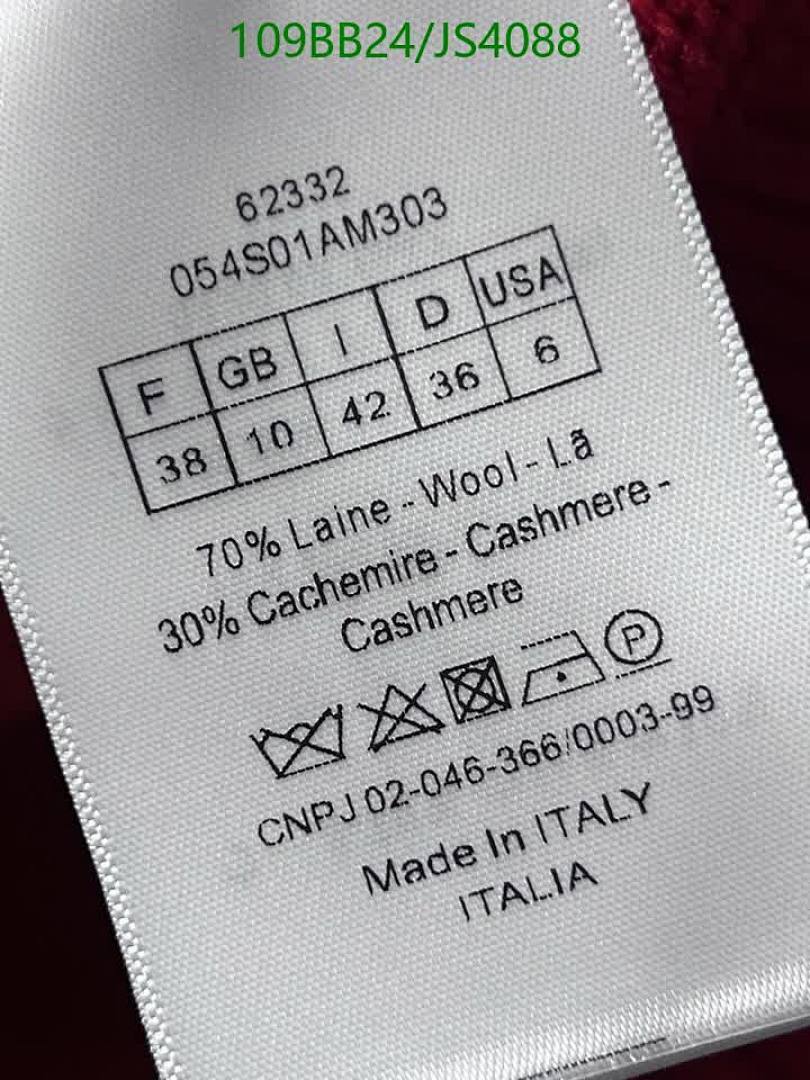 109BB24/JS4088
62332
054S01AM303
F GB I D USA
38 10 42 36 6
70% Laine - Wool - Lã
30% Cachemire - Cashmere -
Cashmere
P
CNPJ 02-046-366/0003-99
Made In ITALY
ITALIA